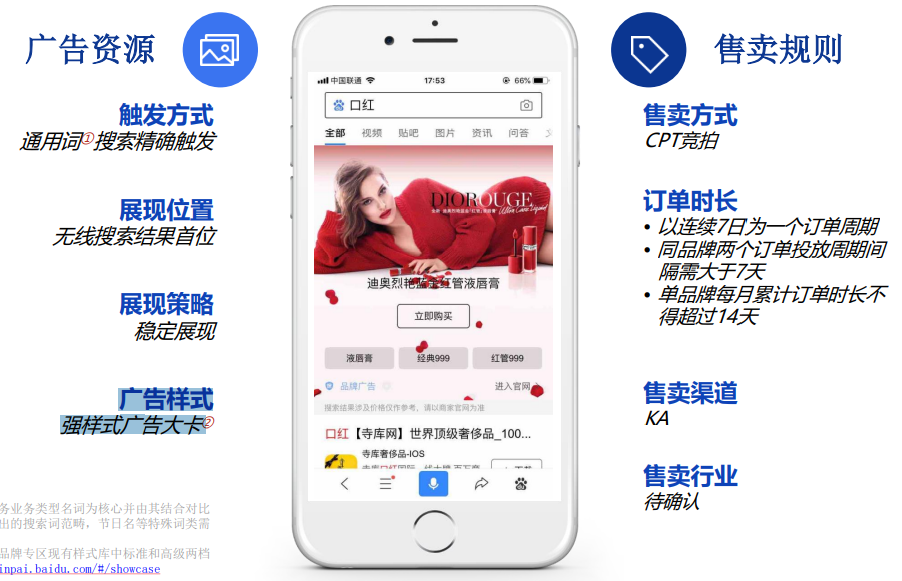 广告资源
触发方式
通用词①搜索精确触发
展现位置
无线搜索结果首位
展现策略
稳定展现
广告样式
强样式广告大卡②
务业务类型名词为核心并由其结合对比
出的搜索词范畴，节日名等特殊词类需
品牌专区现有样式库中标准和高级两档
inpai.baidu.com/#/showcase
中国联通
17:53
66%
口红
全部 视频 贴吧 图片 资讯 问答
DIOROUGE
Ultra Care Liquid
迪奥烈艳蓝金红管液唇膏
立即购买
液唇膏 经典999 红管999
品牌广告
进入官网
搜索结果涉及价格仅作参考，请以商家官网为准
口红【寺库网】世界顶级奢侈品_100...
寺库奢侈品-IOS
售卖规则
售卖方式
CPT竞拍
订单时长
• 以连续7日为一个订单周期
• 同品牌两个订单投放周期间
隔需大于7天
• 单品牌每月累计订单时长不
得超过14天
售卖渠道
KA
售卖行业
待确认